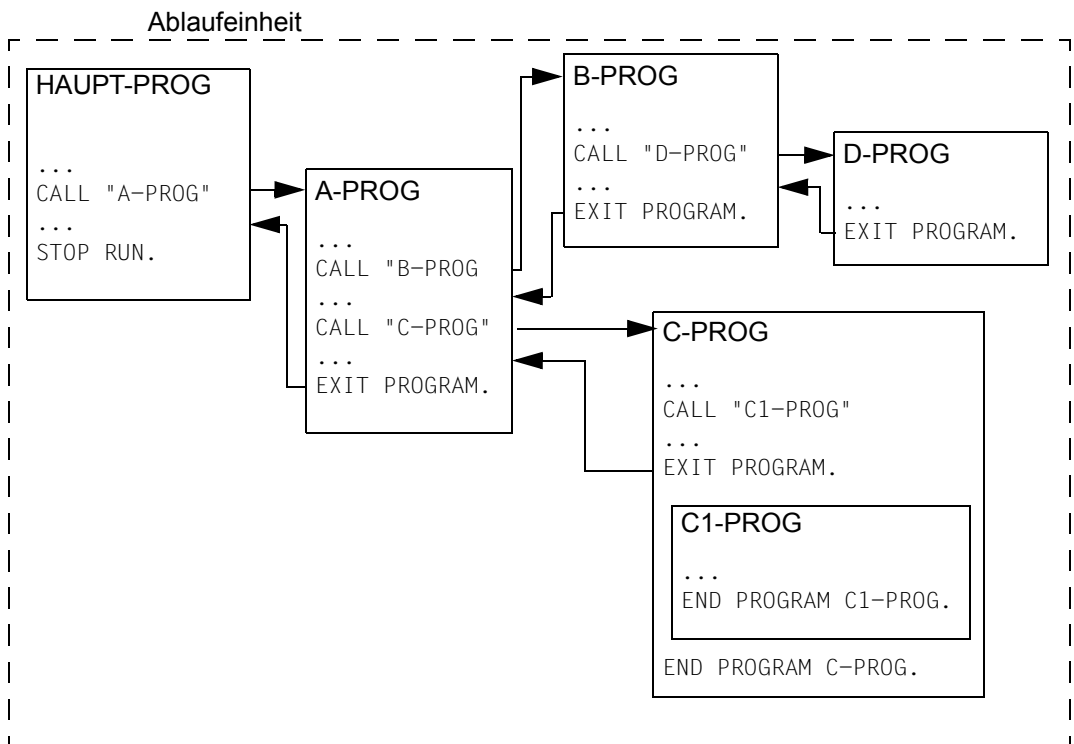 Ablaufeinheit
HAUPT-PROG
...
CALL "A-PROG"
...
STOP RUN.
A-PROG
...
CALL "B-PROG
...
CALL "C-PROG"
...
EXIT PROGRAM.
B-PROG
...
CALL "D-PROG"
...
EXIT PROGRAM.
D-PROG
...
EXIT PROGRAM.
C-PROG
...
CALL "C1-PROG"
...
EXIT PROGRAM.
C1-PROG
...
END PROGRAM C1-PROG.
END PROGRAM C-PROG.